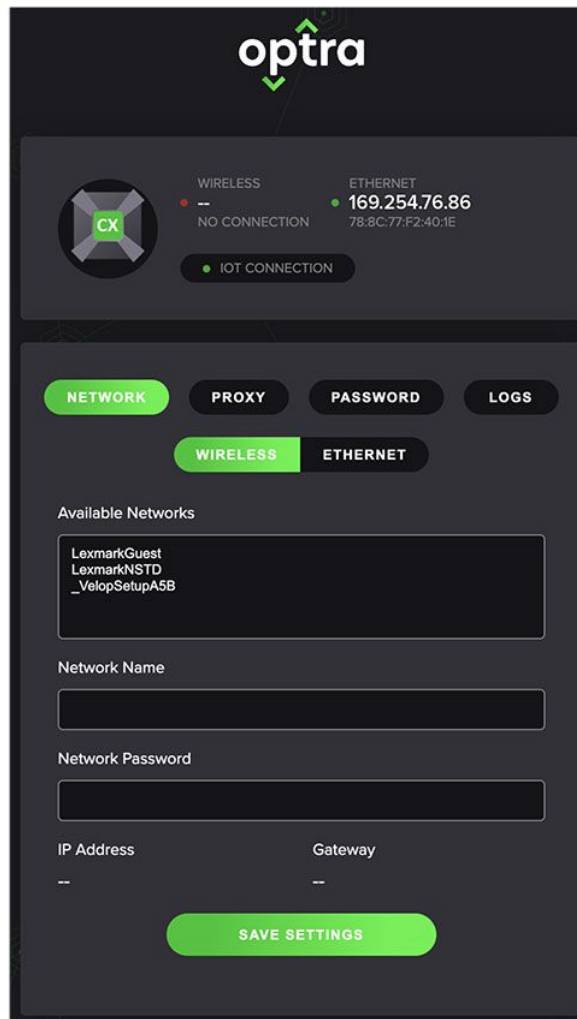 optra
WIRELESS
--
NO CONNECTION
ETHERNET
169.254.76.86
78:8C:77:F2:40:1E
CX
IOT CONNECTION
NETWORK PROXY PASSWORD LOGS
WIRELESS ETHERNET
Available Networks
LexmarkGuest
LexmarkNSTD
_VelopSetupA5B
Network Name
Network Password
IP Address Gateway
-- --
SAVE SETTINGS